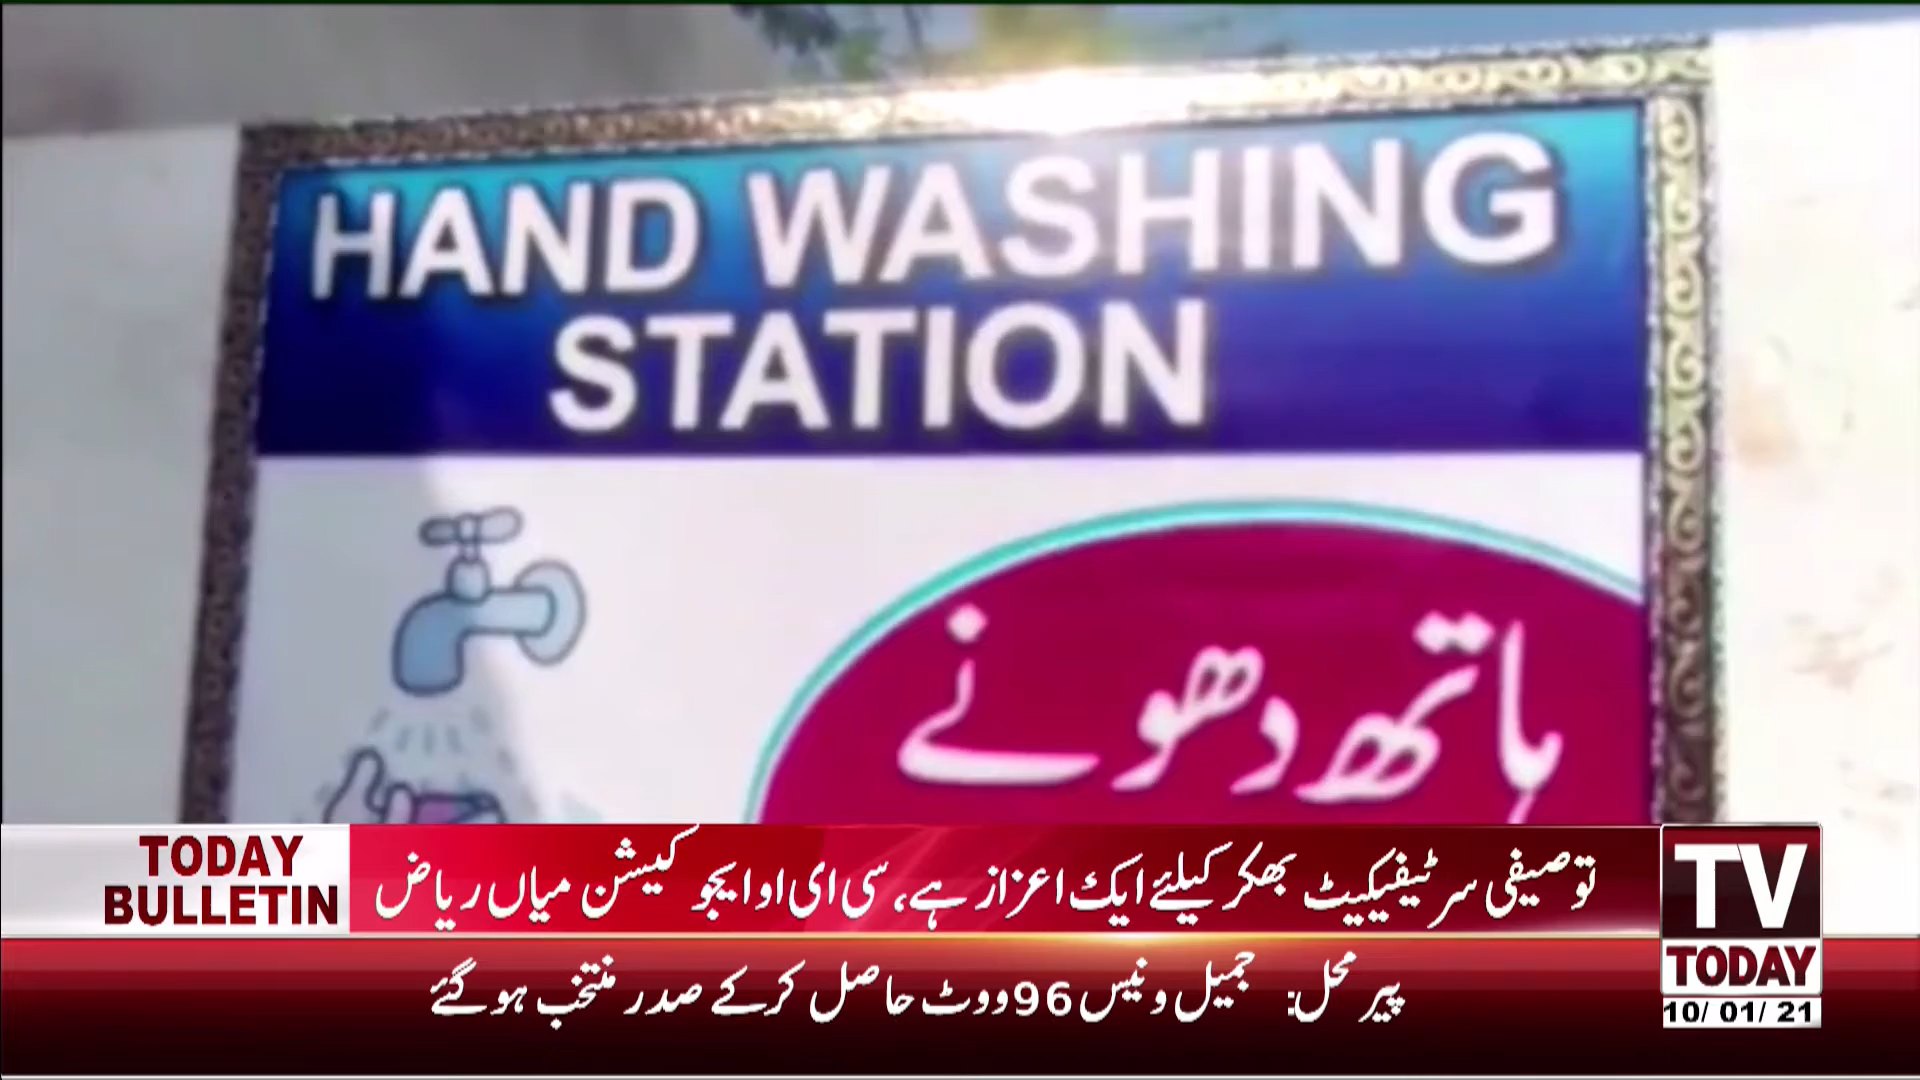 HAND WASHING
STATION
ہاتھ دھونے
TODAY
BULLETIN
توصیفی سرٹیفیکیٹ بھکر کیلئے ایک اعزاز ہے، سی ای او ایجوکیشن میاں ریاض
پیر محل: جمیل ونیس 96 ووٹ حاصل کرکے صدر منتخب ہوگئے
TV
TODAY
10/ 01/ 21